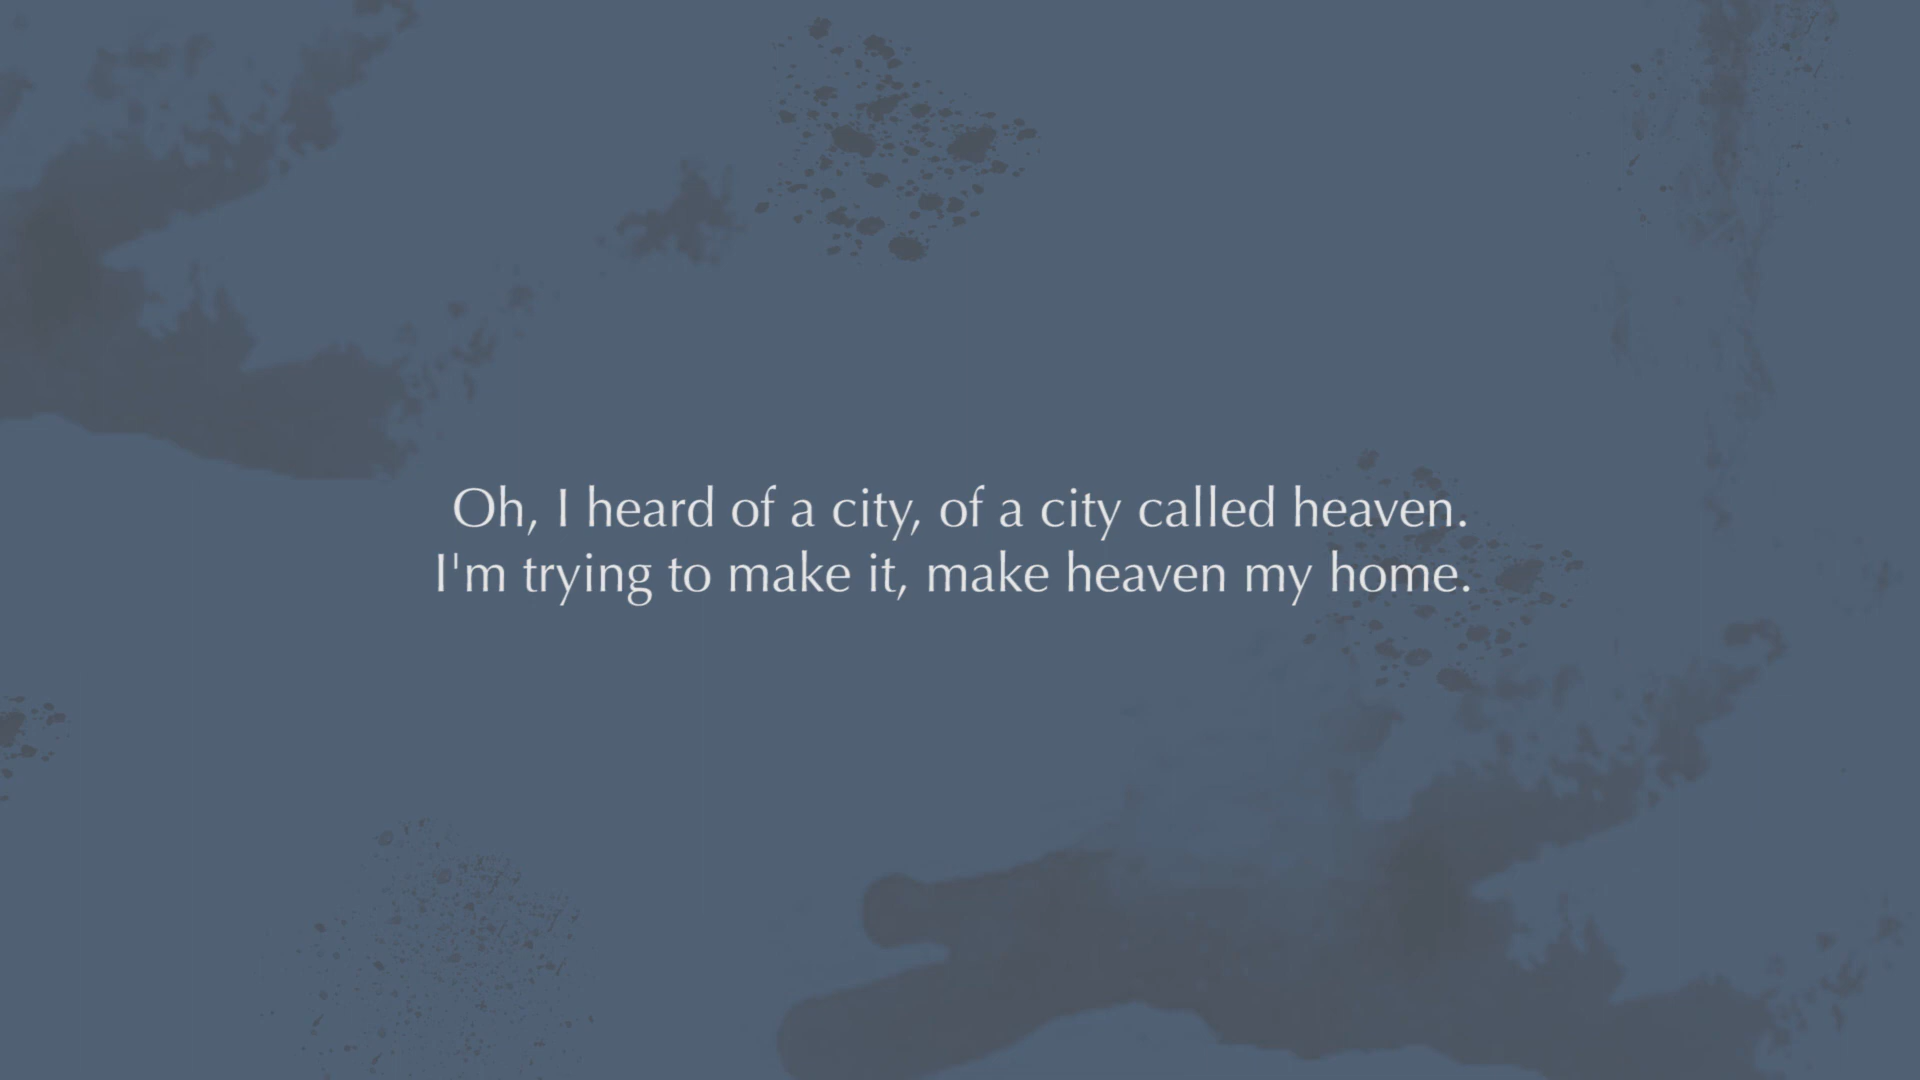 Oh, I heard of a city, of a city called heaven.
I'm trying to make it, make heaven my home.